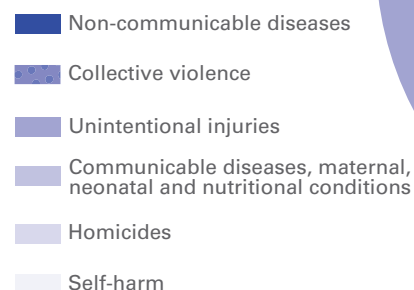 Non-communicable diseases
Collective violence
Unintentional injuries
Communicable diseases, maternal,
neonatal and nutritional conditions
Homicides
Self-harm